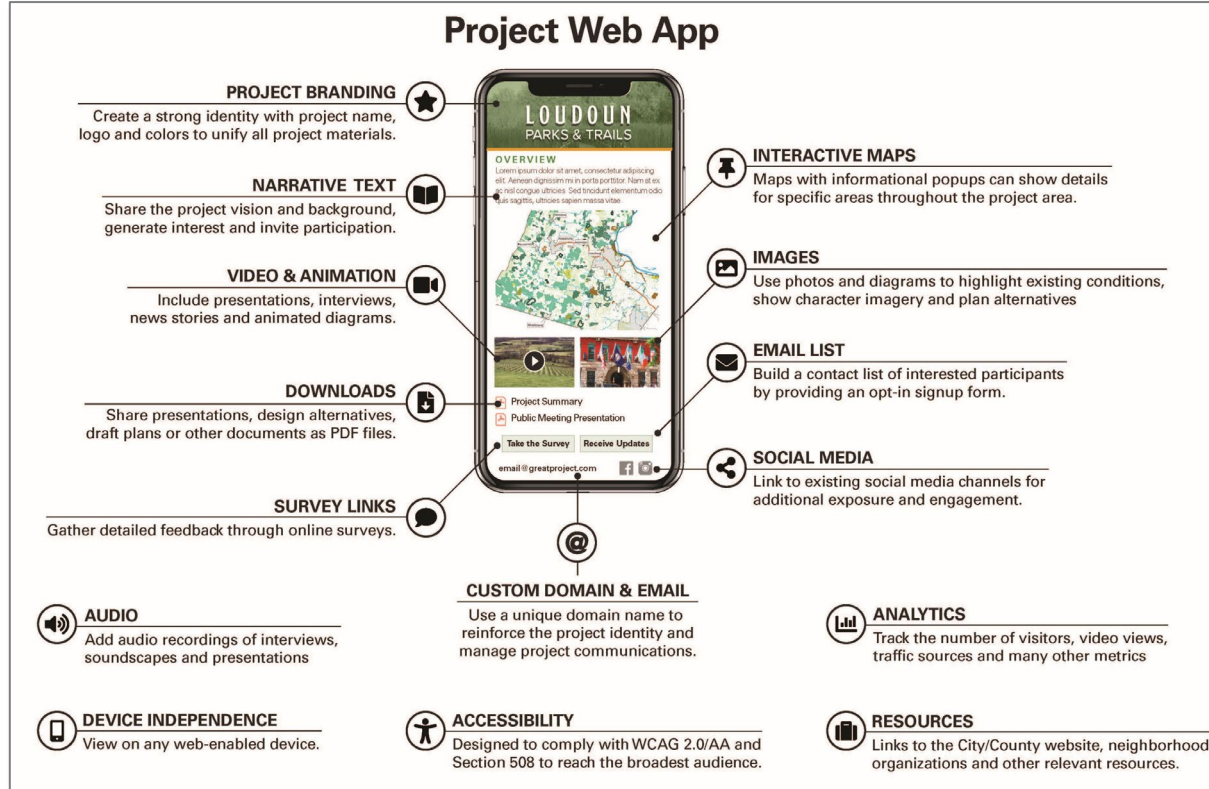 Project Web App
PROJECT BRANDING
Create a strong identity with project name,
logo and colors to unify all project materials.
NARRATIVE TEXT
Share the project vision and background,
generate interest and invite participation.
VIDEO & ANIMATION
Include presentations, interviews,
news stories and animated diagrams.
DOWNLOADS
Share presentations, design alternatives,
draft plans or other documents as PDF files.
SURVEY LINKS
Gather detailed feedback through online surveys.
LOUDOUN
PARKS & TRAILS
OVERVIEW
Lorem ipsum dolor sit amet, consectetur adipiscing
elit. Aenean dignissim mi in porta porttitor. Nam at ex
ac nisl congue ultricies. Sed tincidunt elementum odio
quis sagittis, ultricies sapien massa vitae.
Project Summary
Public Meeting Presentation
Take the Survey
Receive Updates
email@greatproject.com
INTERACTIVE MAPS
Maps with informational popups can show details
for specific areas throughout the project area.
IMAGES
Use photos and diagrams to highlight existing conditions,
show character imagery and plan alternatives
EMAIL LIST
Build a contact list of interested participants
by providing an opt-in signup form.
SOCIAL MEDIA
Link to existing social media channels for
additional exposure and engagement.
@
CUSTOM DOMAIN & EMAIL
Use a unique domain name to
reinforce the project identity and
manage project communications.
AUDIO
Add audio recordings of interviews,
soundscapes and presentations
ANALYTICS
Track the number of visitors, video views,
traffic sources and many other metrics
DEVICE INDEPENDENCE
View on any web-enabled device.
ACCESSIBILITY
Designed to comply with WCAG 2.0/AA and
Section 508 to reach the broadest audience.
RESOURCES
Links to the City/County website, neighborhood
organizations and other relevant resources.